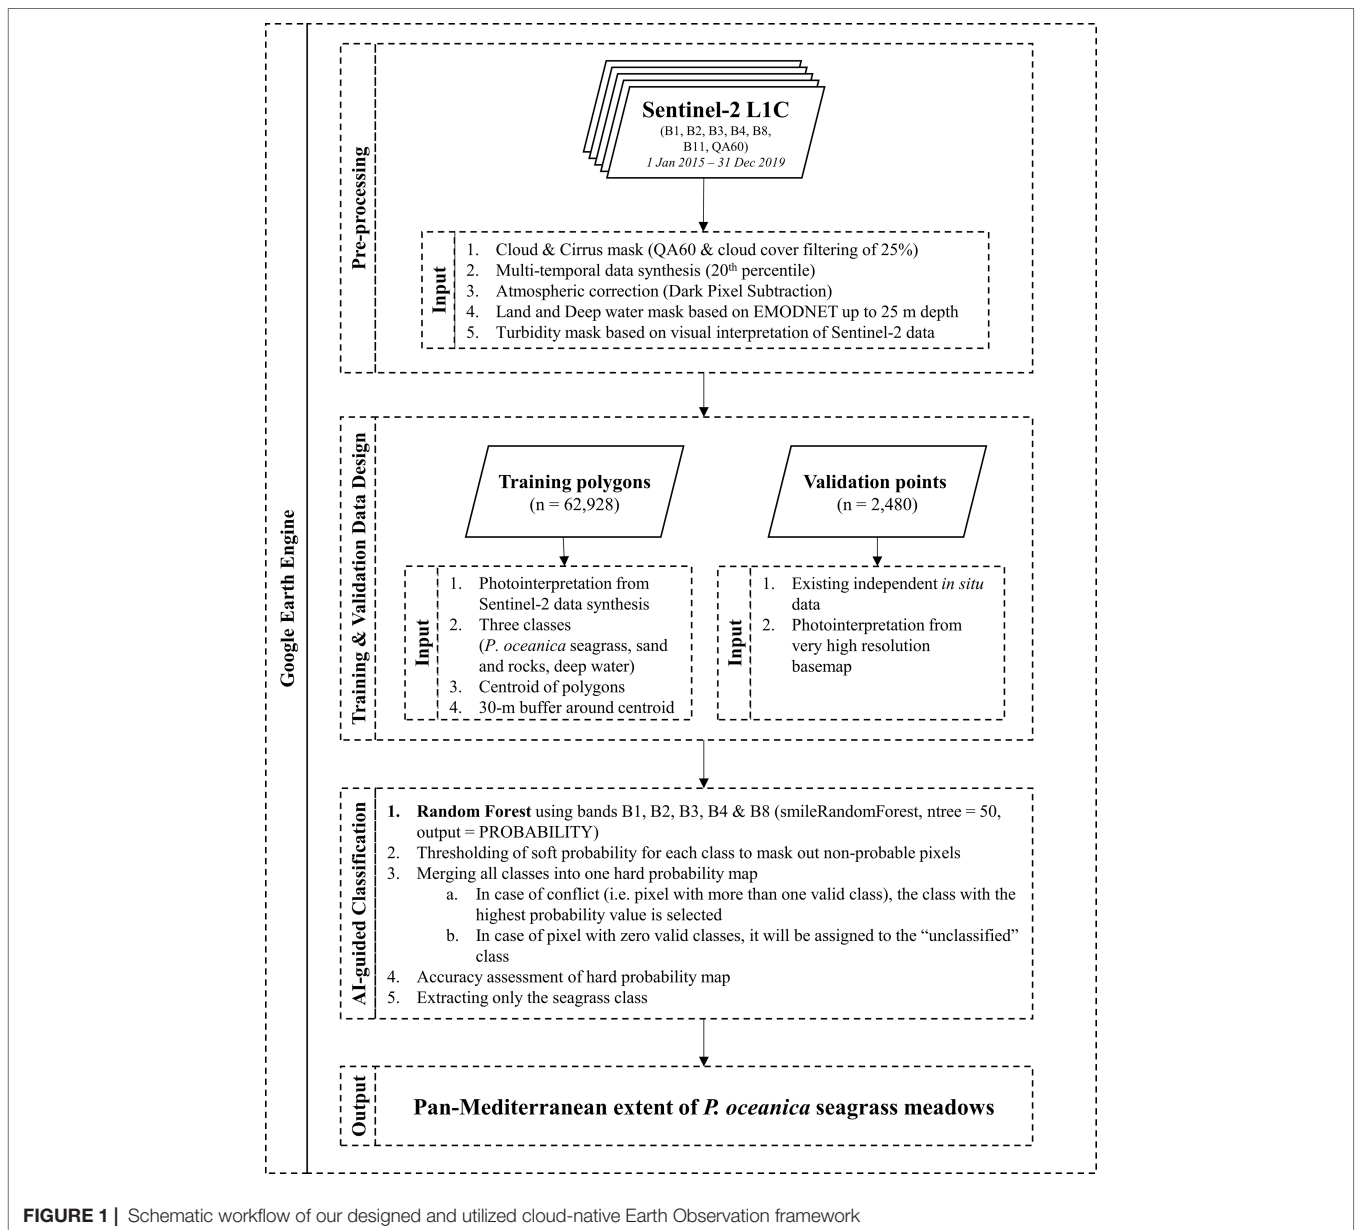 Google Earth Engine
Pre-processing
Sentinel-2 L1C
(B1, B2, B3, B4, B8,
B11, QA60)
1 Jan 2015 – 31 Dec 2019
Input
1. Cloud & Cirrus mask (QA60 & cloud cover filtering of 25%)
2. Multi-temporal data synthesis (20th percentile)
3. Atmospheric correction (Dark Pixel Subtraction)
4. Land and Deep water mask based on EMODNET up to 25 m depth
5. Turbidity mask based on visual interpretation of Sentinel-2 data
Training & Validation Data Design
Training polygons
(n = 62,928)
Input
1. Photointerpretation from
Sentinel-2 data synthesis
2. Three classes
(P. oceanica seagrass, sand
and rocks, deep water)
3. Centroid of polygons
4. 30-m buffer around centroid
Validation points
(n = 2,480)
Input
1. Existing independent in situ
data
2. Photointerpretation from
very high resolution
basemap
AI-guided Classification
1. Random Forest using bands B1, B2, B3, B4 & B8 (smileRandomForest, ntree = 50,
output = PROBABILITY)
2. Thresholding of soft probability for each class to mask out non-probable pixels
3. Merging all classes into one hard probability map
a. In case of conflict (i.e. pixel with more than one valid class), the class with the
highest probability value is selected
b. In case of pixel with zero valid classes, it will be assigned to the “unclassified”
class
4. Accuracy assessment of hard probability map
5. Extracting only the seagrass class
Output
Pan-Mediterranean extent of P. oceanica seagrass meadows
FIGURE 1 | Schematic workflow of our designed and utilized cloud-native Earth Observation framework